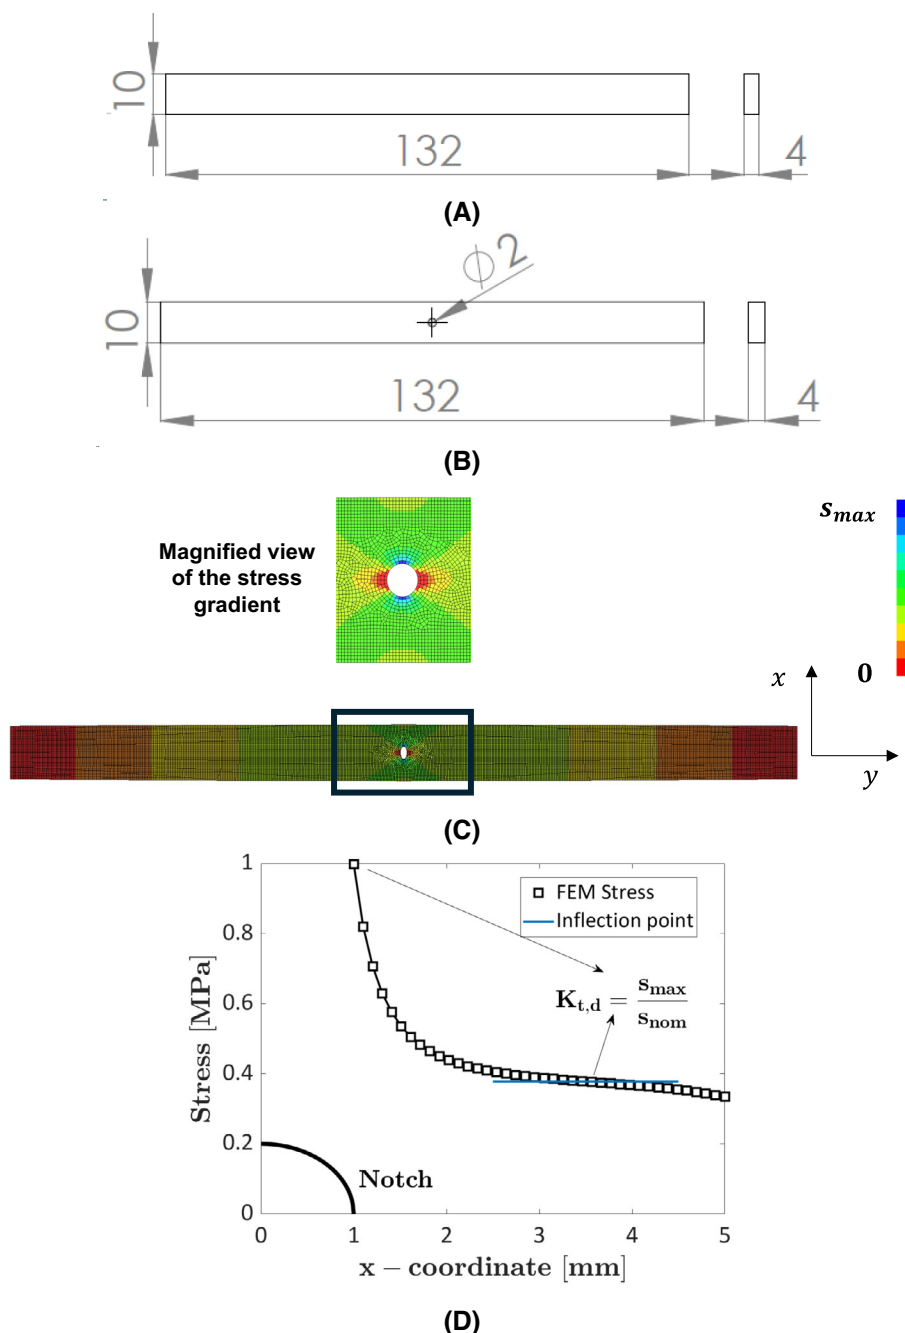 10
132
4
(A)
Φ2
10
132
4
(B)
Magnified view
of the stress
gradient
s_max
0
x
y
(C)
1
0.8
0.6
0.4
0.2
0
Stress [MPa]
FEM Stress
Inflection point
K_t,d = s_max / s_nom
Notch
0 1 2 3 4 5
x − coordinate [mm]
(D)